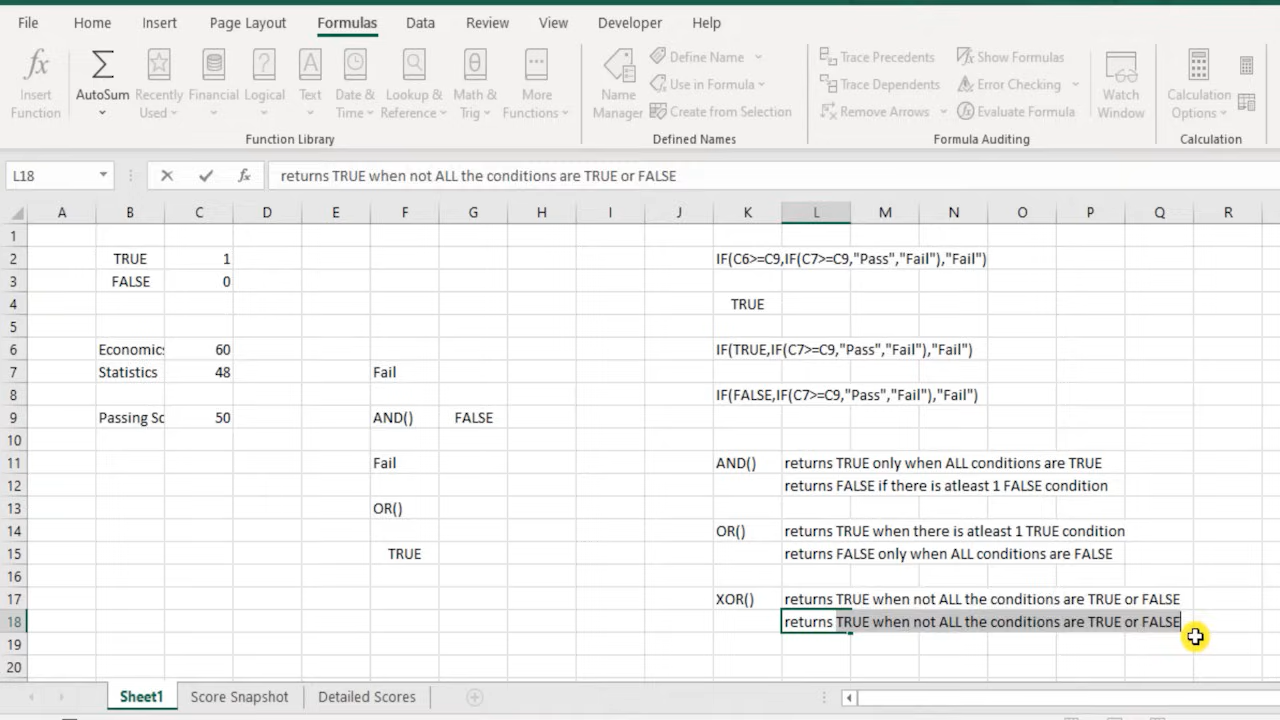 File Home Insert Page Layout Formulas Data Review View Developer Help
fx
Insert Function
AutoSum
Recently Used
Financial
Logical
Text
Date & Time
Lookup & Reference
Math & Trig
More Functions
Function Library
Name Manager
Define Name
Use in Formula
Create from Selection
Defined Names
Trace Precedents
Trace Dependents
Remove Arrows
Show Formulas
Error Checking
Evaluate Formula
Watch Window
Formula Auditing
Calculation Options
Calculation
L18 fx returns TRUE when not ALL the conditions are TRUE or FALSE
A B C D E F G H I J K L M N O P Q R
1
2 TRUE 1 IF(C6>=C9,IF(C7>=C9,"Pass","Fail"),"Fail")
3 FALSE 0
4 TRUE
5
6 Economics 60 IF(TRUE,IF(C7>=C9,"Pass","Fail"),"Fail")
7 Statistics 48 Fail
8 IF(FALSE,IF(C7>=C9,"Pass","Fail"),"Fail")
9 Passing Sc 50 AND() FALSE
10
11 Fail AND() returns TRUE only when ALL conditions are TRUE
12 returns FALSE if there is atleast 1 FALSE condition
13 OR()
14 OR() returns TRUE when there is atleast 1 TRUE condition
15 TRUE returns FALSE only when ALL conditions are FALSE
16
17 XOR() returns TRUE when not ALL the conditions are TRUE or FALSE
18 returns TRUE when not ALL the conditions are TRUE or FALSE
19
20
Sheet1 Score Snapshot Detailed Scores